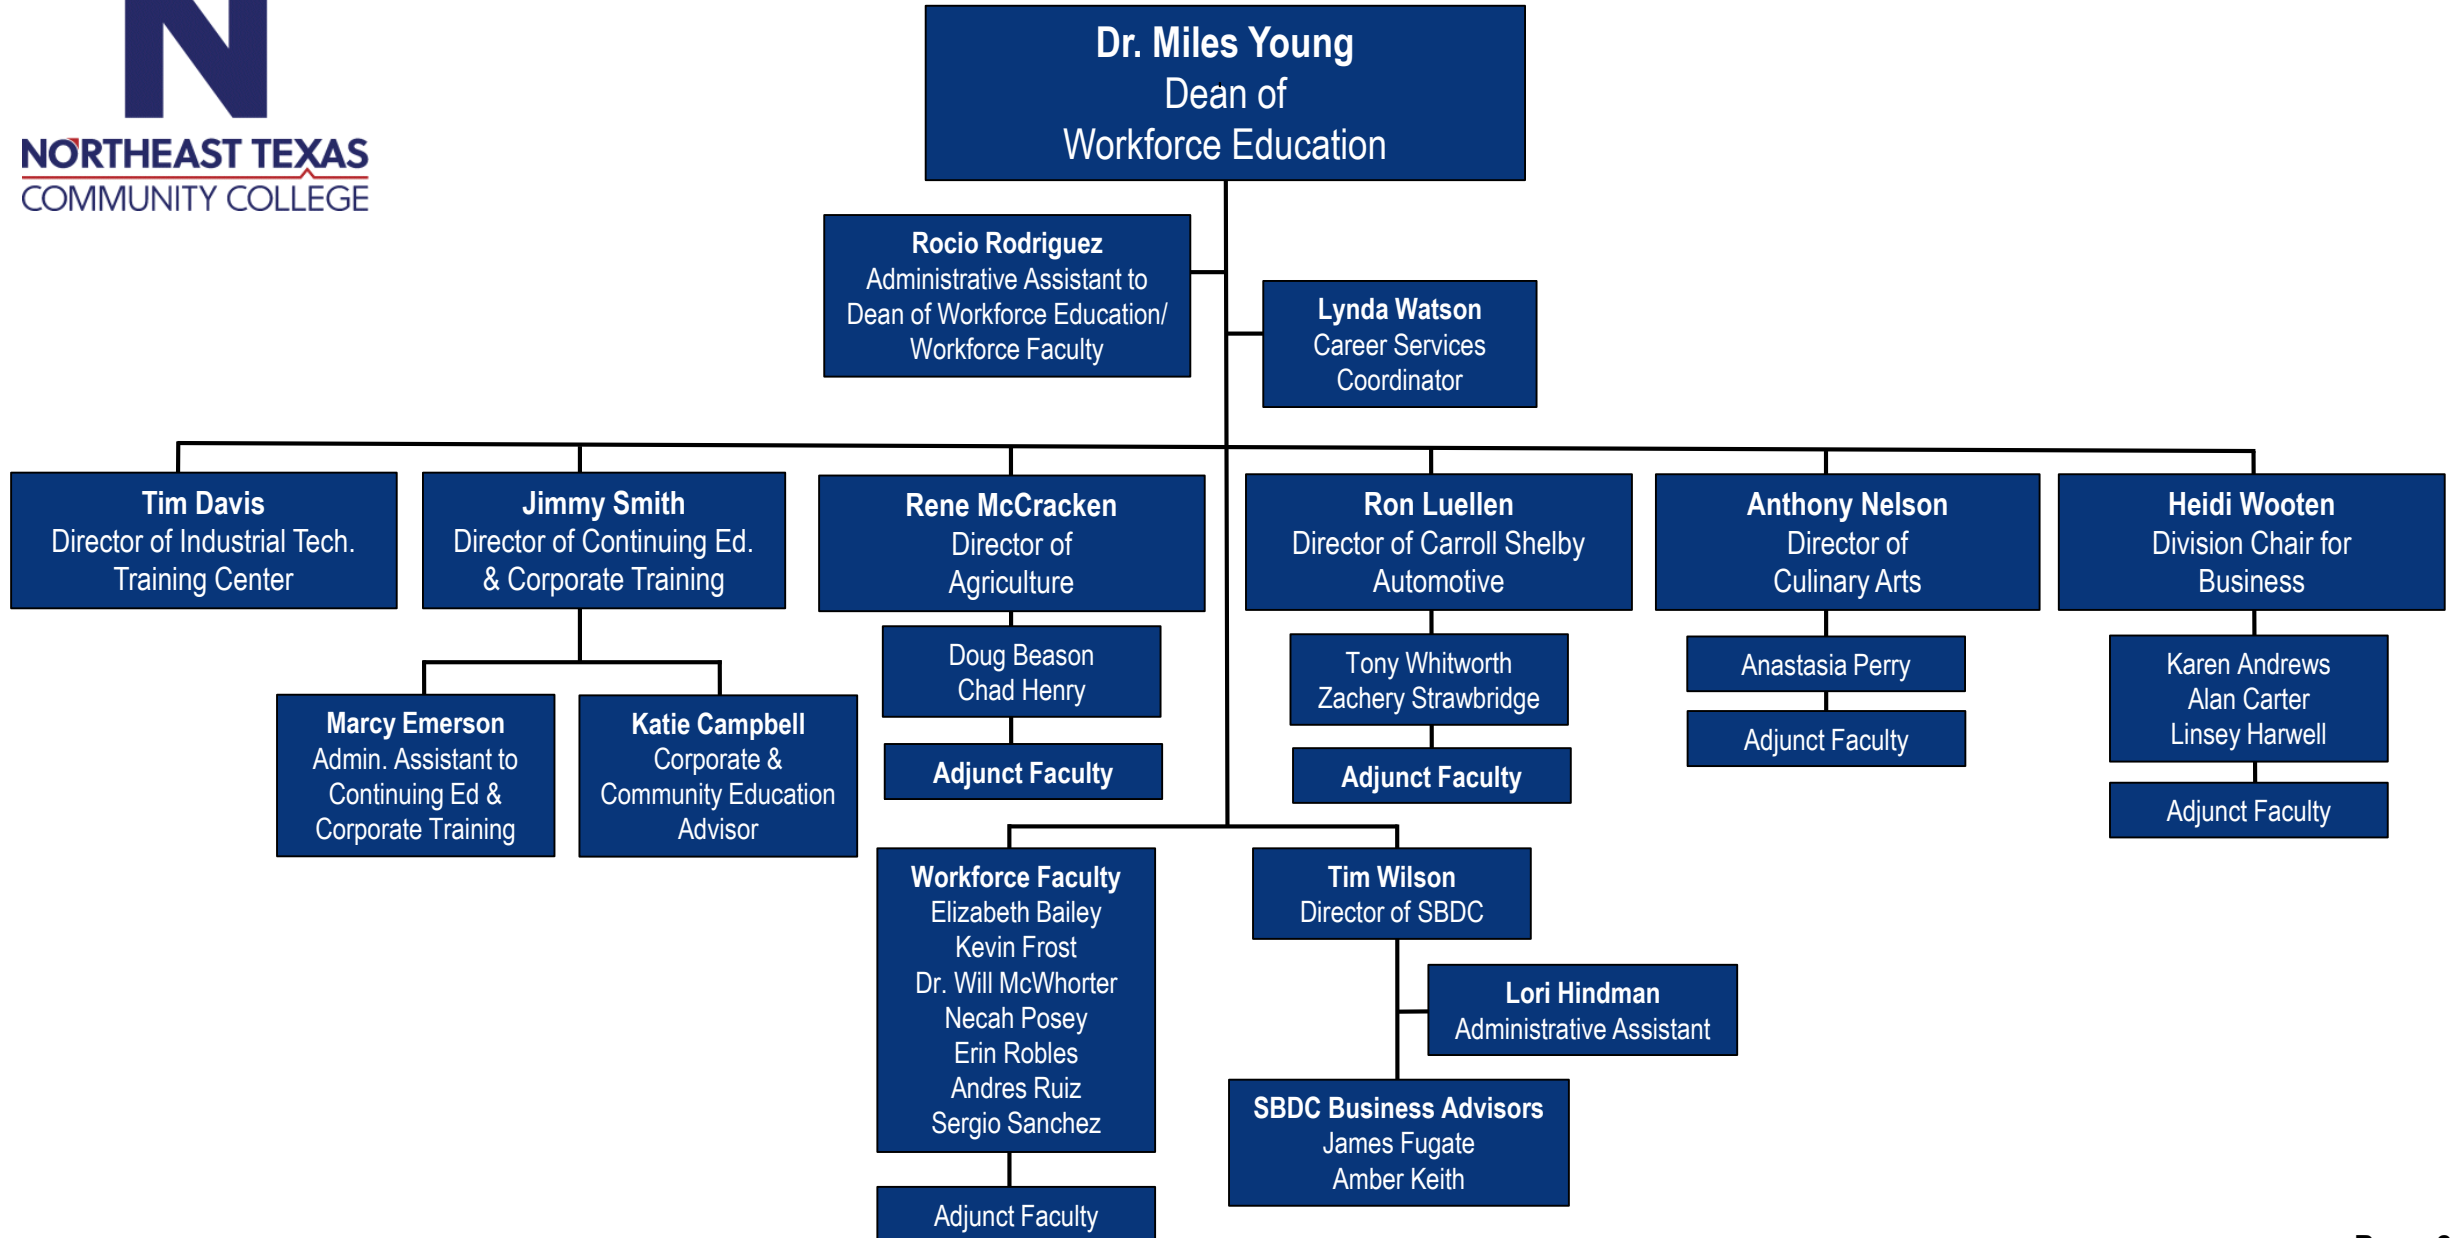 N
NORTHEAST TEXAS
COMMUNITY COLLEGE
Dr. Miles Young
Dean of
Workforce Education
Rocio Rodriguez
Administrative Assistant to
Dean of Workforce Education/
Workforce Faculty
Lynda Watson
Career Services
Coordinator
Tim Davis
Director of Industrial Tech.
Training Center
Jimmy Smith
Director of Continuing Ed.
& Corporate Training
Rene McCracken
Director of
Agriculture
Ron Luellen
Director of Carroll Shelby
Automotive
Anthony Nelson
Director of
Culinary Arts
Heidi Wooten
Division Chair for
Business
Marcy Emerson
Admin. Assistant to
Continuing Ed &
Corporate Training
Katie Campbell
Corporate &
Community Education
Advisor
Doug Beason
Chad Henry
Adjunct Faculty
Tony Whitworth
Zachery Strawbridge
Adjunct Faculty
Anastasia Perry
Adjunct Faculty
Karen Andrews
Alan Carter
Linsey Harwell
Adjunct Faculty
Workforce Faculty
Elizabeth Bailey
Kevin Frost
Dr. Will McWhorter
Necah Posey
Erin Robles
Andres Ruiz
Sergio Sanchez
Adjunct Faculty
Tim Wilson
Director of SBDC
Lori Hindman
Administrative Assistant
SBDC Business Advisors
James Fugate
Amber Keith